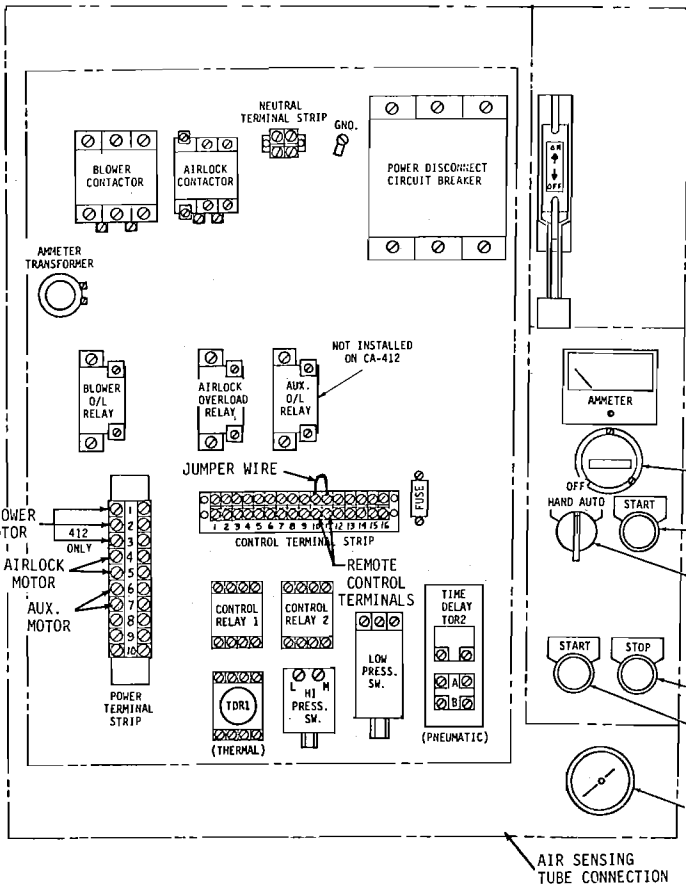 NEUTRAL
TERMINAL STRIP
GNO.
BLOWER
CONTACTOR
AIRLOCK
CONTACTOR
POWER DISCONNECT
CIRCUIT BREAKER
ON
OFF
AMMETER
TRANSFORMER
NOT INSTALLED
ON CA-412
BLOWER
O/L
RELAY
AIRLOCK
OVERLOAD
RELAY
AUX.
O/L
RELAY
AMMETER
JUMPER WIRE
FUSE
OFF
HAND AUTO
START
1 2 3 4 5 6 7 8 9 10 12 13 14 15 16
CONTROL TERMINAL STRIP
OWER
TOR
412
ONLY
AIRLOCK
MOTOR
AUX.
MOTOR
1
2
3
4
5
6
7
8
9
10
POWER
TERMINAL
STRIP
REMOTE
CONTROL
TERMINALS
CONTROL
RELAY 1
CONTROL
RELAY 2
TIME
DELAY
TOR2
A
B
(PNEUMATIC)
LOW
PRESS.
SW.
L M
HI
PRESS.
SW.
TDR1
(THERMAL)
START
STOP
AIR SENSING
TUBE CONNECTION